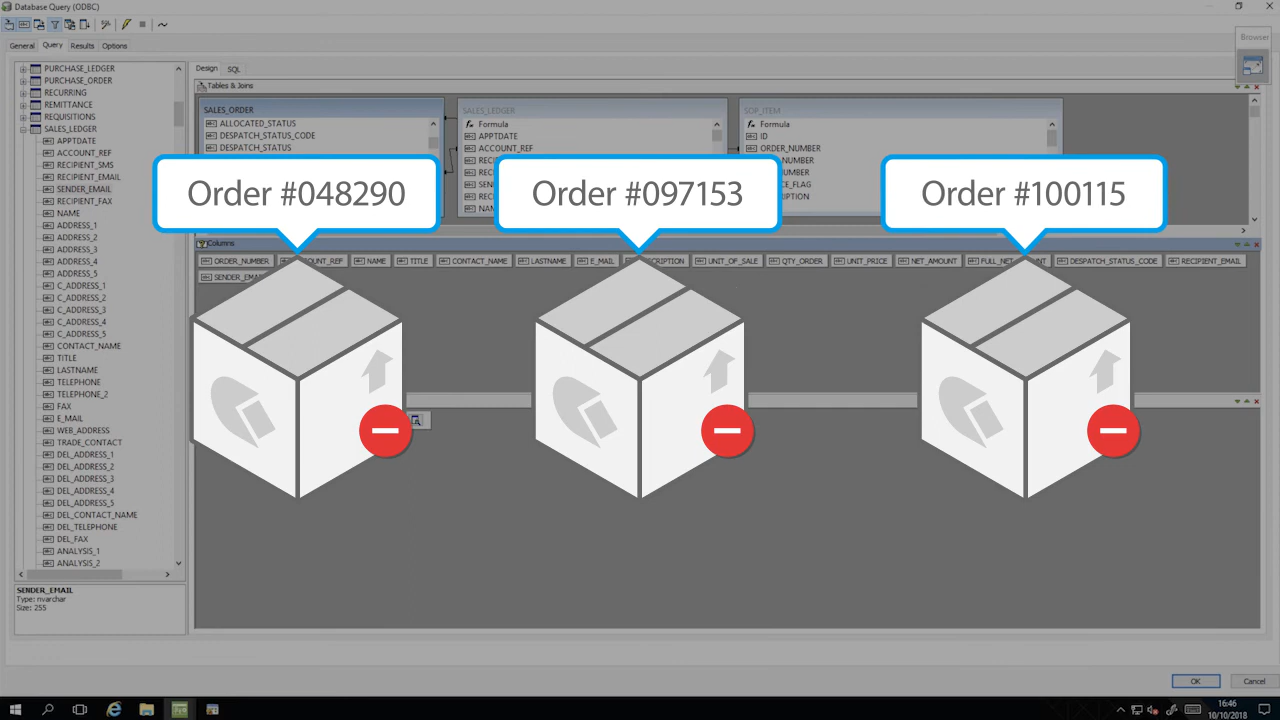 Database Query (ODBC)
General Query Results Options
PURCHASE_LEDGER
PURCHASE_ORDER
RECURRING
REMITTANCE
REQUISITIONS
SALES_LEDGER
APPTDATE
ACCOUNT_REF
RECIPIENT_SMS
RECIPIENT_EMAIL
SENDER_EMAIL
RECIPIENT_FAX
NAME
ADDRESS_1
ADDRESS_2
ADDRESS_3
ADDRESS_4
ADDRESS_5
C_ADDRESS_1
C_ADDRESS_2
C_ADDRESS_3
C_ADDRESS_4
C_ADDRESS_5
CONTACT_NAME
TITLE
LASTNAME
TELEPHONE
TELEPHONE_2
FAX
E_MAIL
WEB_ADDRESS
TRADE_CONTACT
DEL_ADDRESS_1
DEL_ADDRESS_2
DEL_ADDRESS_3
DEL_ADDRESS_4
DEL_ADDRESS_5
DEL_CONTACT_NAME
DEL_TELEPHONE
DEL_FAX
ANALYSIS_1
ANALYSIS_2
SENDER_EMAIL
Type: nvarchar
Size: 255
Design SQL
Tables & Joins
SALES_ORDER
ALLOCATED_STATUS
DESPATCH_STATUS_CODE
DESPATCH_STATUS
SALES_LEDGER
Formula
APPTDATE
ACCOUNT_REF
SOP_ITEM
Formula
ID
ORDER_NUMBER
Order #048290
Order #097153
Order #100115
Columns
ORDER_NUMBER NAME TITLE CONTACT_NAME LASTNAME E_MAIL UNIT_OF_SALE QTY_ORDER UNIT_PRICE NET_AMOUNT DESPATCH_STATUS_CODE RECIPIENT_EMAIL
Browser
OK Cancel
16:46
10/10/2018